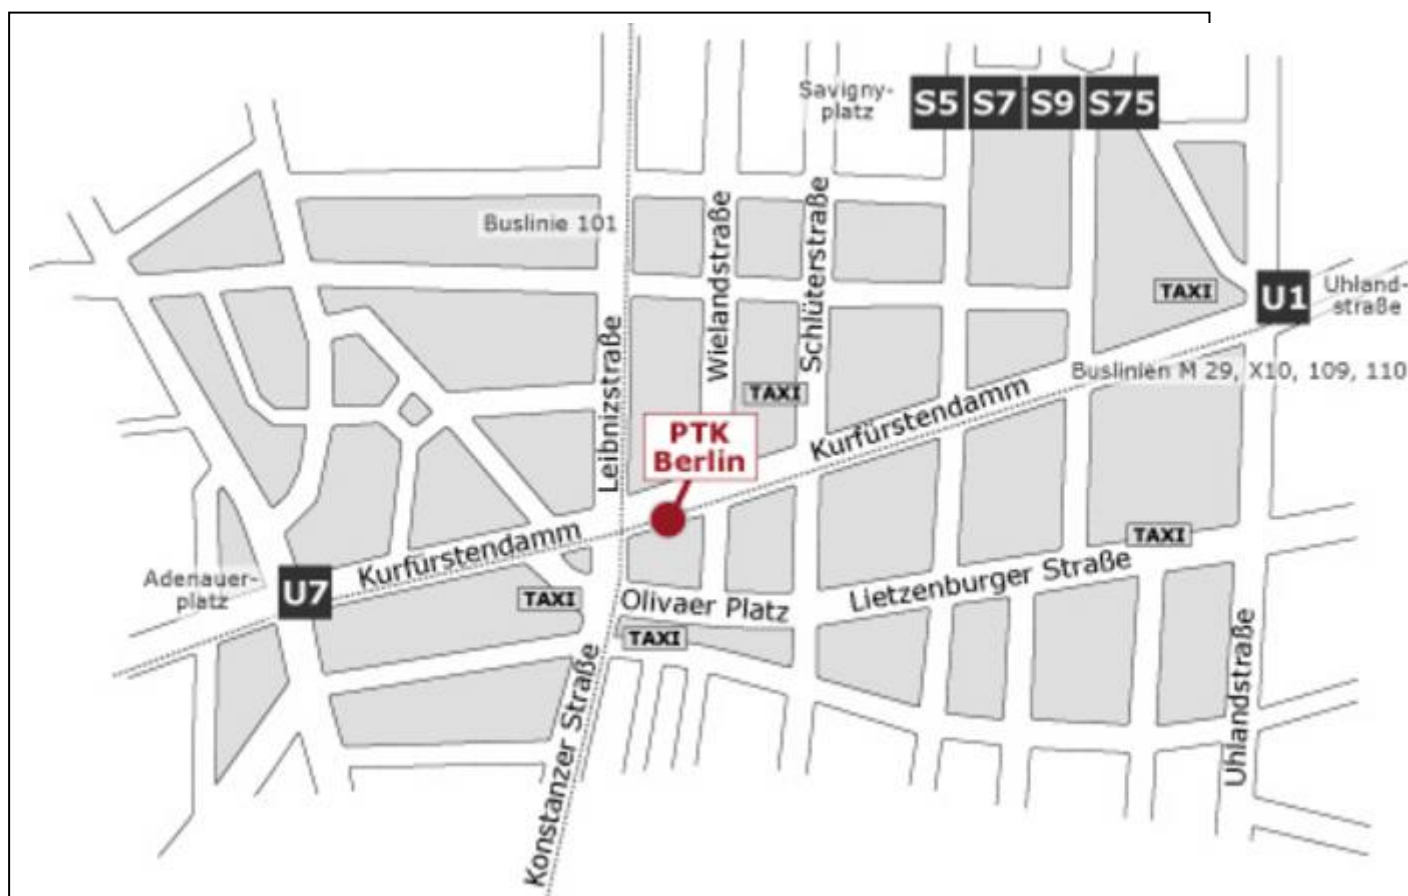 Savigny-
platz
S5 S7 S9 S75
Buslinie 101
Wielandstraße
Schlüterstraße
TAXI
U1
Uhland-
straße
Leibnizstraße
TAXI
Buslinien M 29, X10, 109, 110
PTK
Berlin
Kurfürstendamm
Kurfürstendamm
TAXI
Adenauer-
platz
U7
TAXI
Olivaer Platz
Lietzenburger Straße
TAXI
Konstanzer Straße
Uhlandstraße